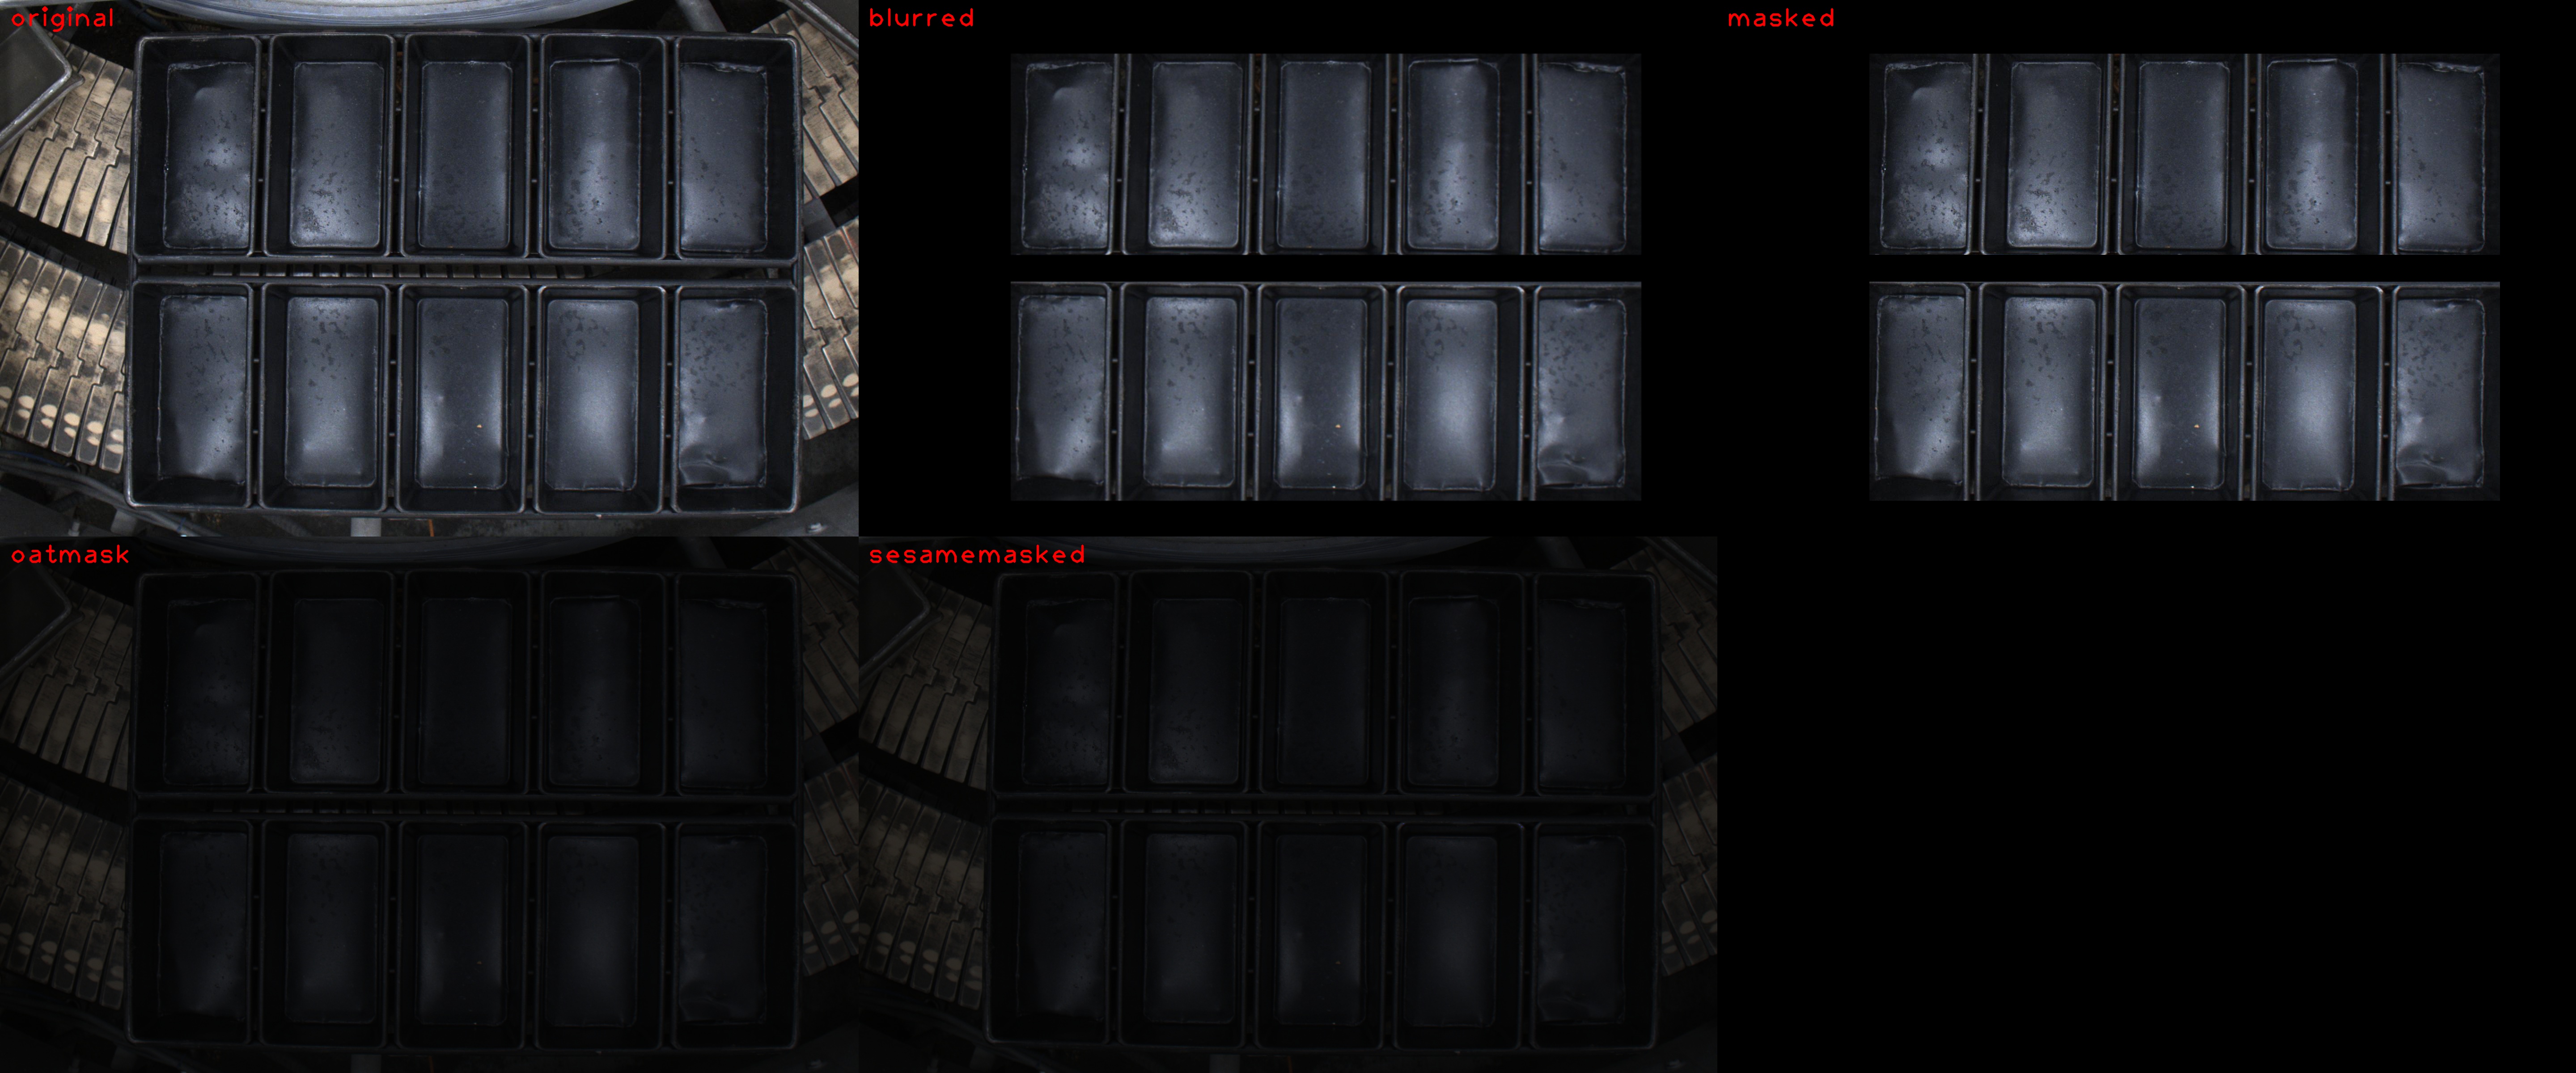 original
blurred
masked
oatmask
sesamemasked